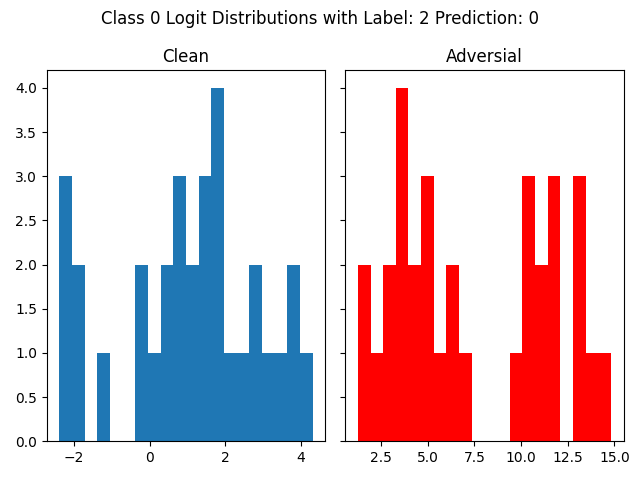 Class 0 Logit Distributions with Label: 2 Prediction: 0
Clean
Adversial
4.0
3.5
3.0
2.5
2.0
1.5
1.0
0.5
0.0
−2 0 2 4
2.5 5.0 7.5 10.0 12.5 15.0